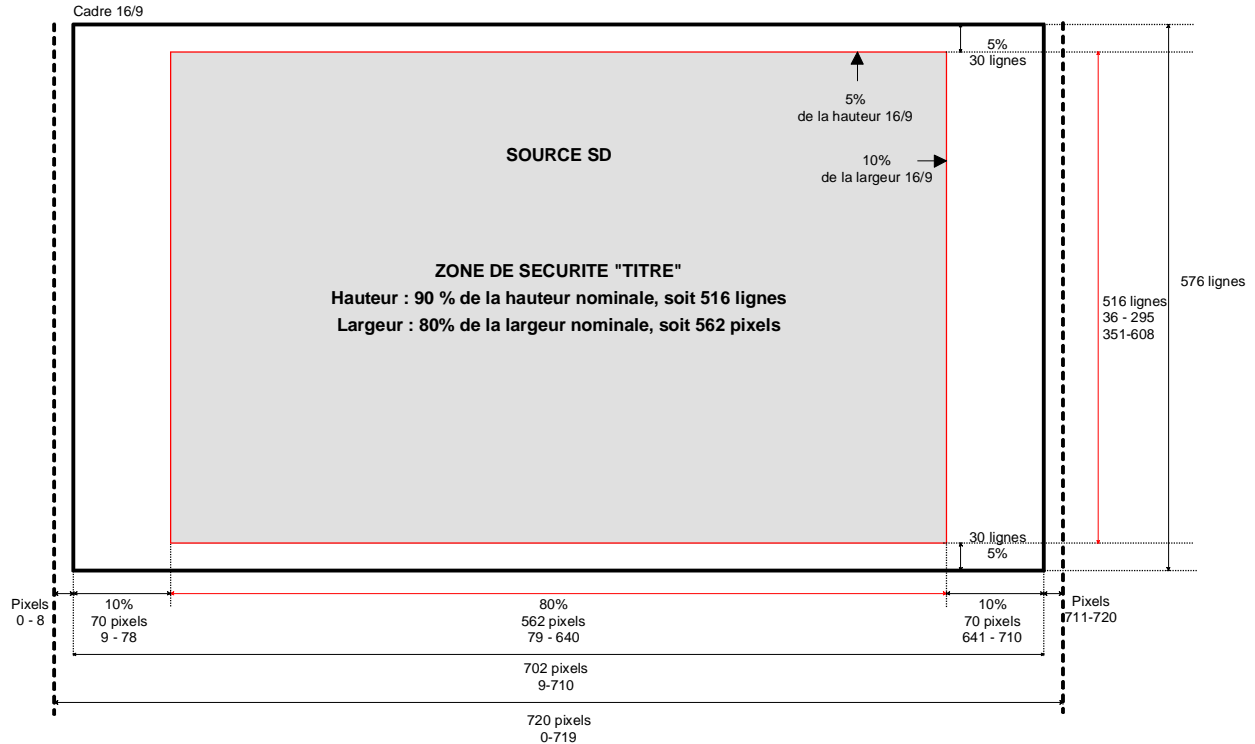 Cadre 16/9
5%
30 lignes
5%
de la hauteur 16/9
SOURCE SD
10%
de la largeur 16/9
ZONE DE SECURITE "TITRE"
Hauteur : 90 % de la hauteur nominale, soit 516 lignes
Largeur : 80% de la largeur nominale, soit 562 pixels
576 lignes
516 lignes
36 - 295
351-608
30 lignes
5%
Pixels
0 - 8
10%
70 pixels
9 - 78
80%
562 pixels
79 - 640
10%
70 pixels
641 - 710
Pixels
711-720
702 pixels
9-710
720 pixels
0-719